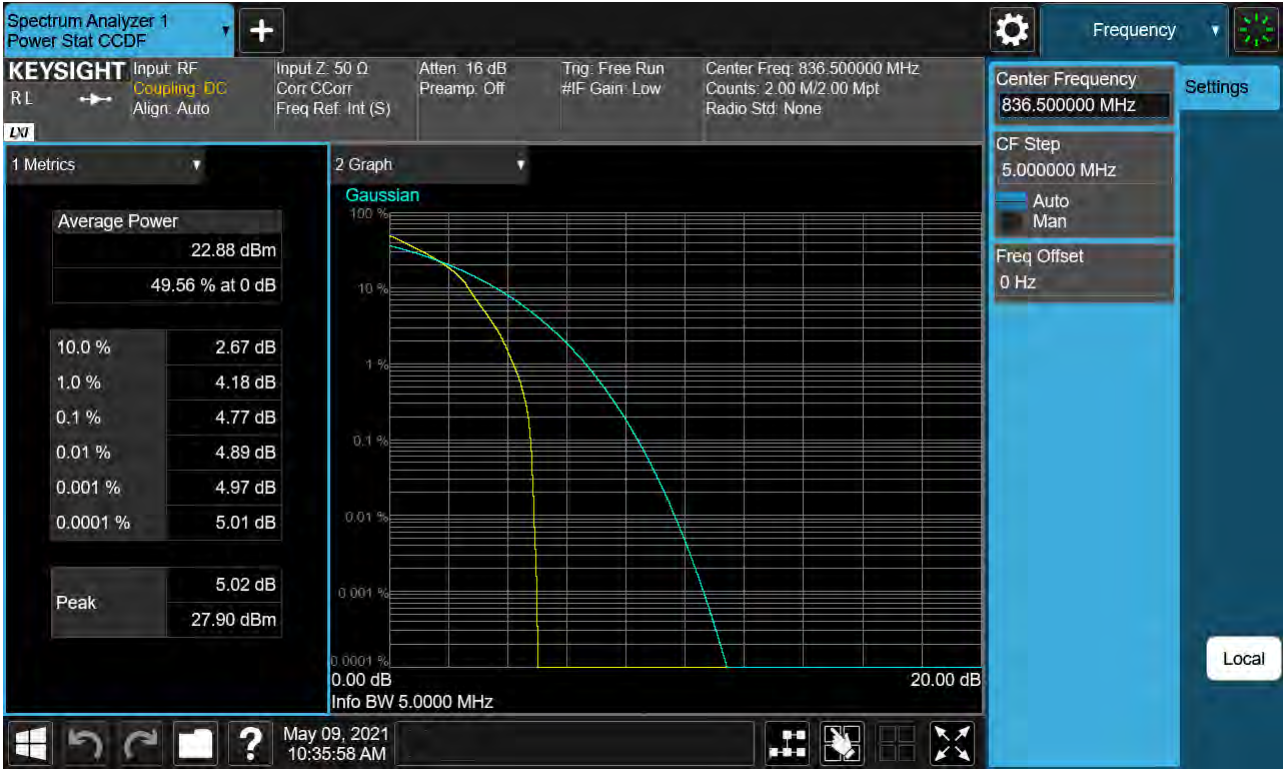 Spectrum Analyzer 1
Power Stat CCDF
Frequency
KEYSIGHT
Input: RF
Coupling: DC
Align: Auto
Input Z: 50 Ω
Corr CCorr
Freq Ref: Int (S)
Atten: 16 dB
Preamp: Off
Trig: Free Run
#IF Gain: Low
Center Freq: 836.500000 MHz
Counts: 2.00 M/2.00 Mpt
Radio Std: None
R L
LXI
Center Frequency
836.500000 MHz
Settings
CF Step
5.000000 MHz
Auto
Man
Freq Offset
0 Hz
1 Metrics
Average Power
22.88 dBm
49.56 % at 0 dB
10.0 % 2.67 dB
1.0 % 4.18 dB
0.1 % 4.77 dB
0.01 % 4.89 dB
0.001 % 4.97 dB
0.0001 % 5.01 dB
Peak
5.02 dB
27.90 dBm
2 Graph
Gaussian
100 %
10 %
1 %
0.1 %
0.01 %
0.001 %
0.0001 %
0.00 dB 20.00 dB
Info BW 5.0000 MHz
Local
?
May 09, 2021
10:35:58 AM